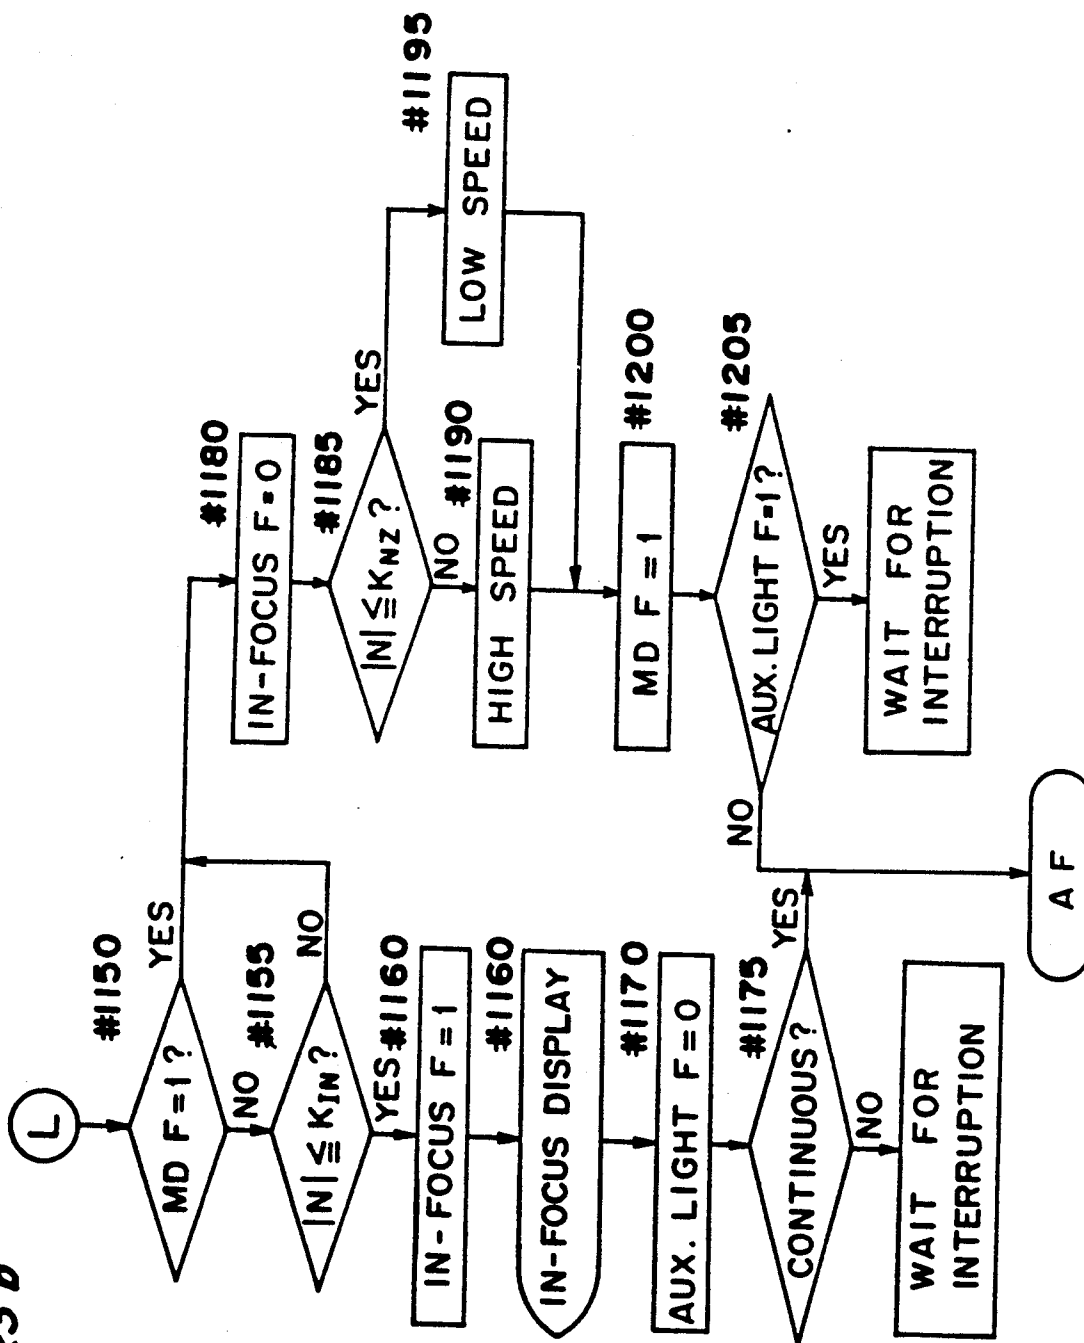 L
#1150
MD F=1?
YES
NO
#1155
|N|≦KIN?
NO
YES
#1160
IN-FOCUS F=1
#1160
IN-FOCUS DISPLAY
#1170
AUX. LIGHT F=0
#1175
CONTINUOUS?
YES
NO
WAIT FOR
INTERRUPTION
#1180
IN-FOCUS F=0
#1185
|N|≦KNZ?
YES
NO
#1190
HIGH SPEED
#1195
LOW SPEED
#1200
MD F=1
#1205
AUX. LIGHT F=1?
NO
YES
WAIT FOR
INTERRUPTION
AF